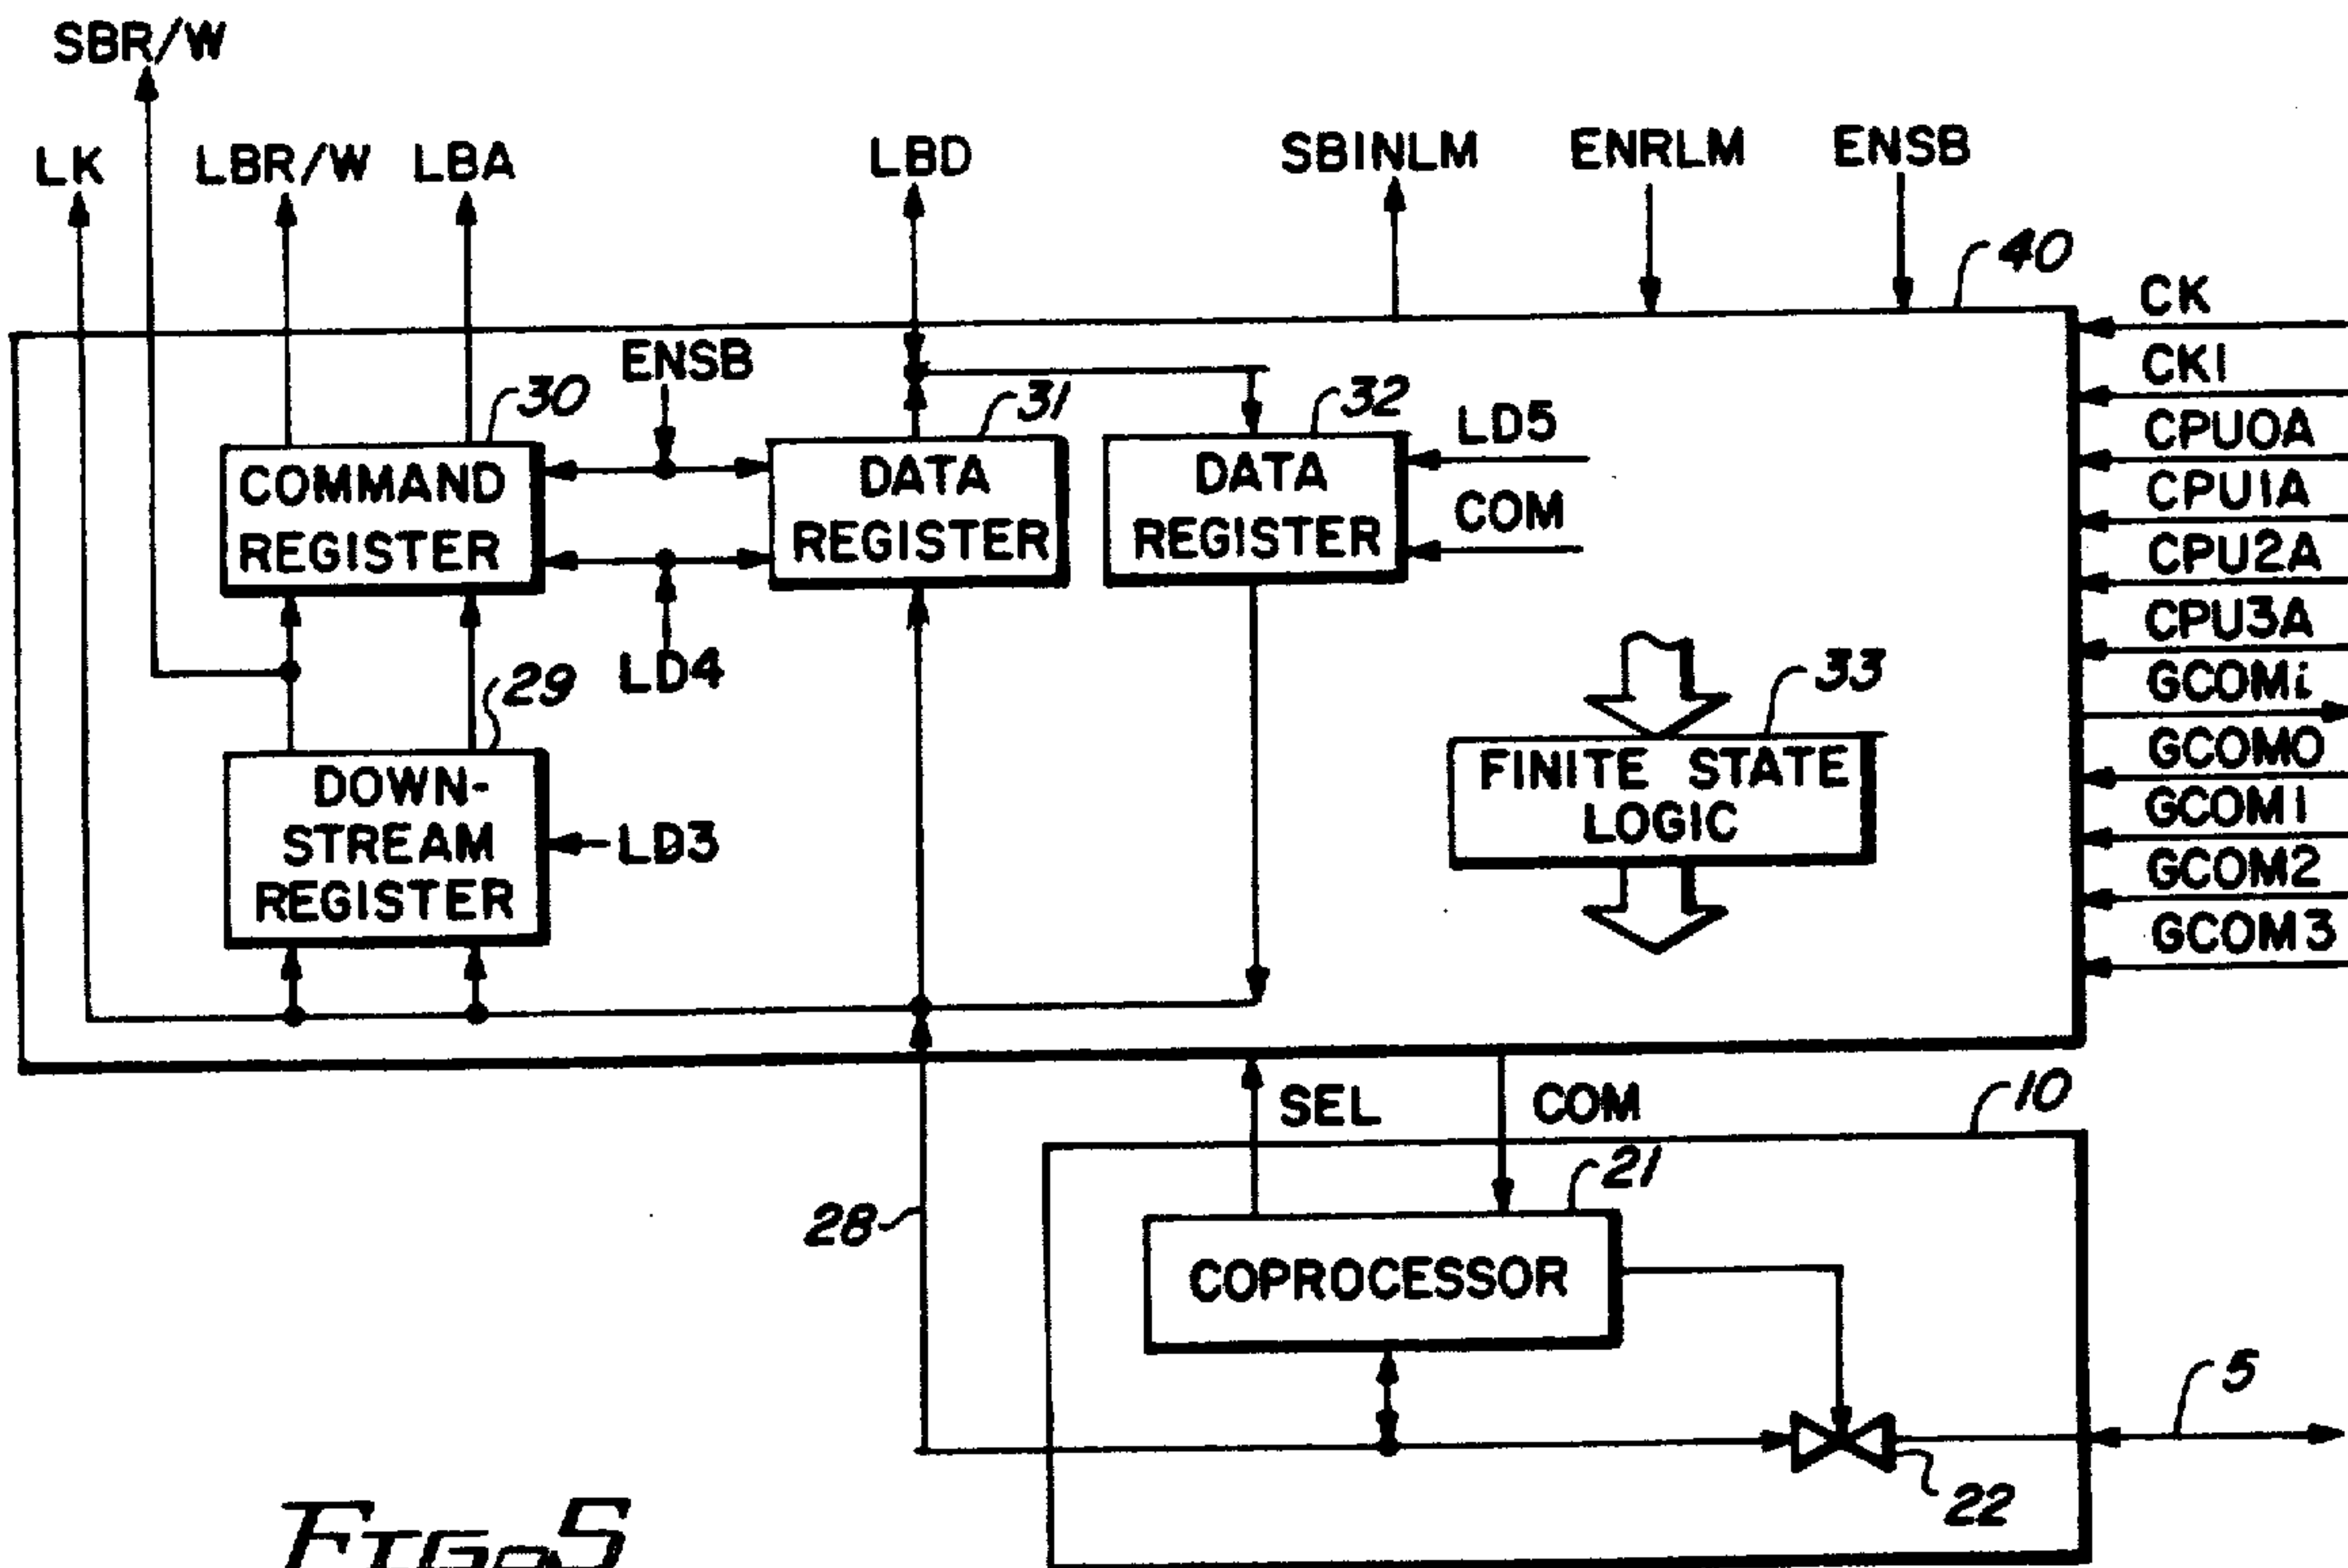 SBR/W
LK
LBR/W
LBA
LBD
SBINLM
ENRLM
ENSB
40
CK
CK1
CPU0A
CPU1A
CPU2A
CPU3A
GCOMi
GCOM0
GCOM1
GCOM2
GCOM3
ENSB
30
31
32
COMMAND
REGISTER
DATA
REGISTER
DATA
REGISTER
LD5
COM
LD4
29
33
DOWN-
STREAM
REGISTER
LD3
FINITE STATE
LOGIC
SEL
COM
10
21
28
COPROCESSOR
5
22
FIG. 5